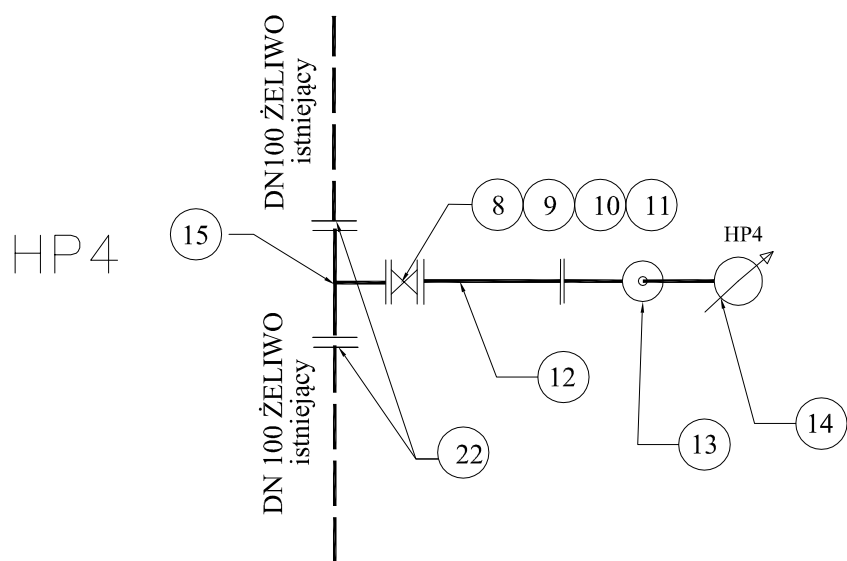 DN100 ŻELIWO
istniejący
HP4
15
8 9 10 11
HP4
DN 100 ŻELIWO
istniejący
12
22
13
14